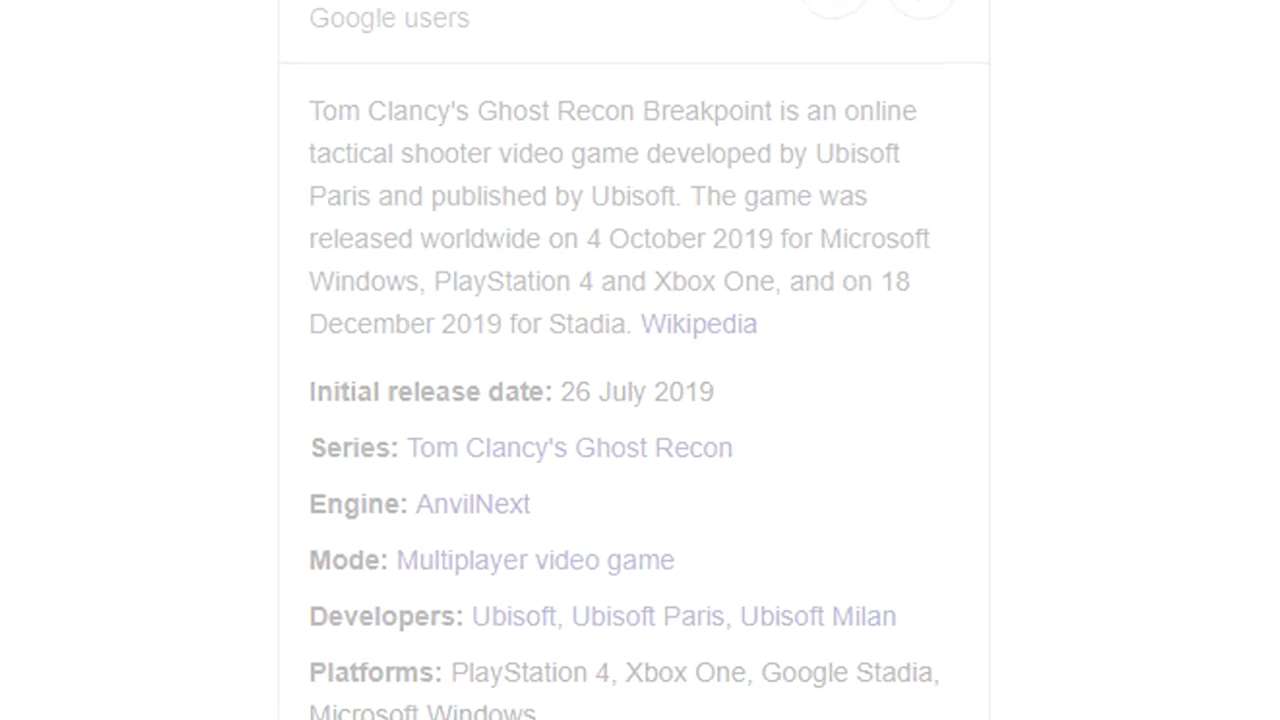 Google users
Tom Clancy's Ghost Recon Breakpoint is an online
tactical shooter video game developed by Ubisoft
Paris and published by Ubisoft. The game was
released worldwide on 4 October 2019 for Microsoft
Windows, PlayStation 4 and Xbox One, and on 18
December 2019 for Stadia. Wikipedia
Initial release date: 26 July 2019
Series: Tom Clancy's Ghost Recon
Engine: AnvilNext
Mode: Multiplayer video game
Developers: Ubisoft, Ubisoft Paris, Ubisoft Milan
Platforms: PlayStation 4, Xbox One, Google Stadia,
Microsoft Windows